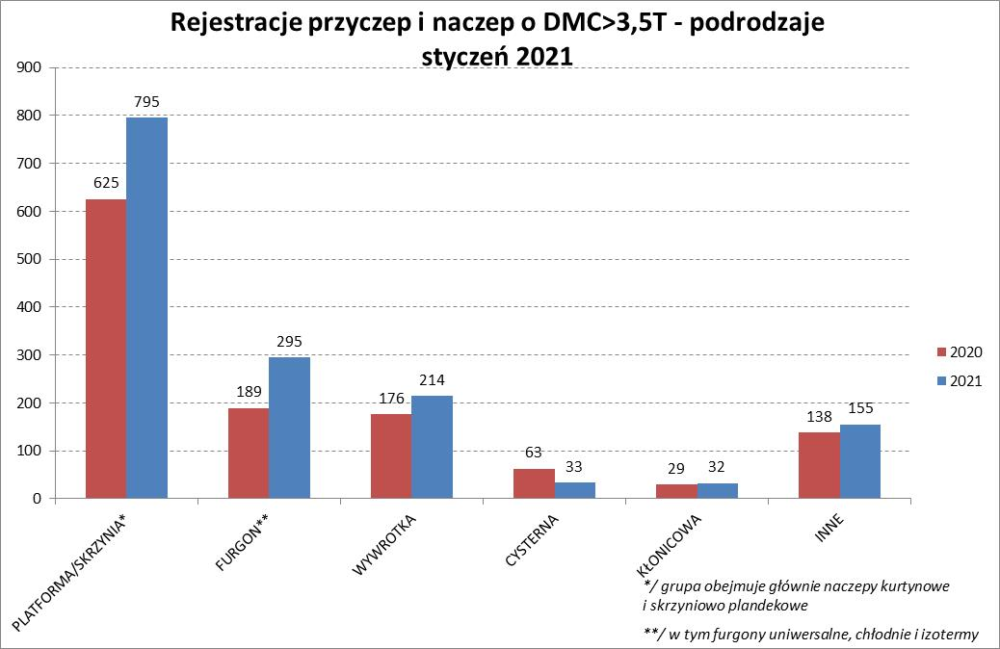 Rejestracje przyczep i naczep o DMC>3,5T - podrodzaje
styczeń 2021
900
800
700
600
500
400
300
200
100
0
625
795
189
295
176
214
63
33
29
32
138
155
2020
2021
PLATFORMA/SKRZYNIA*
FURGON**
WYWROTKA
CYSTERNA
KŁONICOWA
INNE
*/ grupa obejmuje głównie naczepy kurtynowe
i skrzyniowo plandekowe
**/ w tym furgony uniwersalne, chłodnie i izotermy